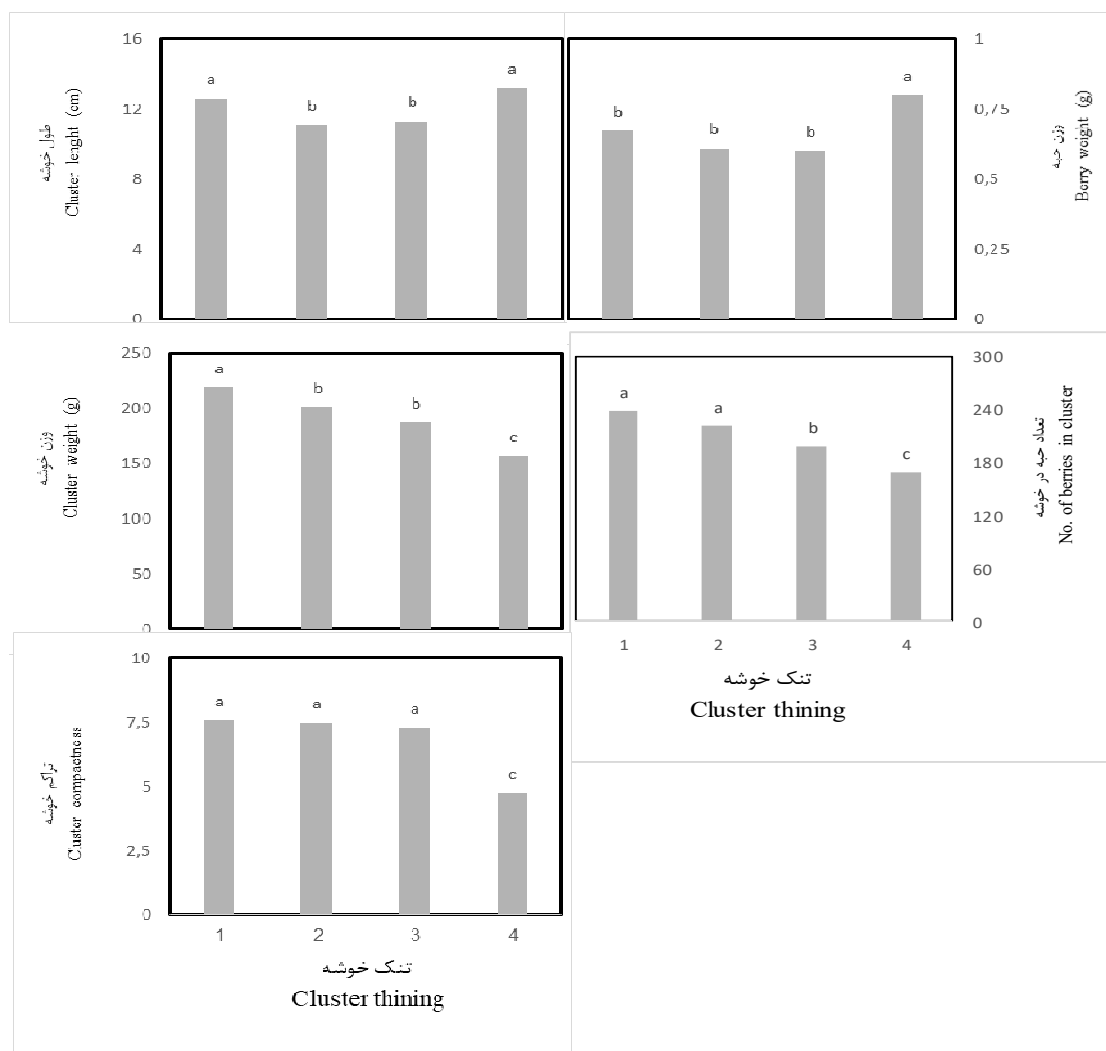 طول خوشه
Cluster lenght (cm)
16
12
8
4
0
a
b
b
a
وزن حبه
Berry weight (g)
1
0,75
0,5
0,25
0
b
b
b
a
وزن خوشه
Cluster weight (g)
250
200
150
100
50
0
a
b
b
c
تعداد حبه در خوشه
No. of berries in cluster
300
240
180
120
60
0
a
a
b
c
1 2 3 4
تنک خوشه
Cluster thining
تراکم خوشه
Cluster compactness
10
7,5
5
2,5
0
a
a
a
c
1 2 3 4
تنک خوشه
Cluster thining